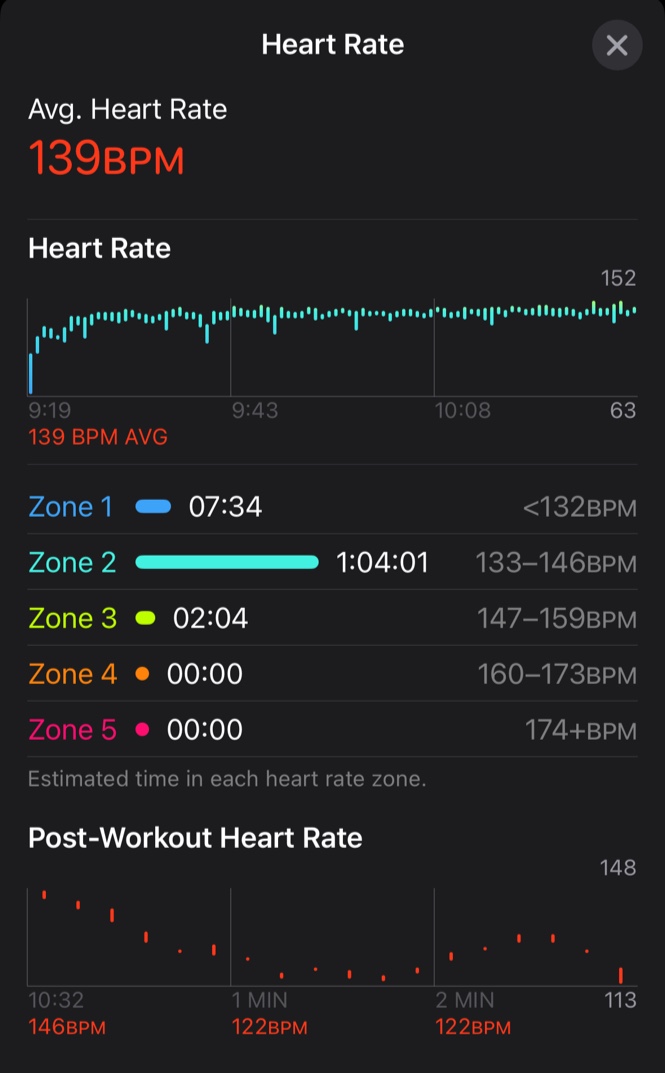 Heart Rate
Avg. Heart Rate
139BPM
Heart Rate
152
9:19 9:43 10:08 63
139 BPM AVG
Zone 1 07:34 <132BPM
Zone 2 1:04:01 133–146BPM
Zone 3 02:04 147–159BPM
Zone 4 00:00 160–173BPM
Zone 5 00:00 174+BPM
Estimated time in each heart rate zone.
Post-Workout Heart Rate
148
10:32 1 MIN 2 MIN 113
146BPM 122BPM 122BPM